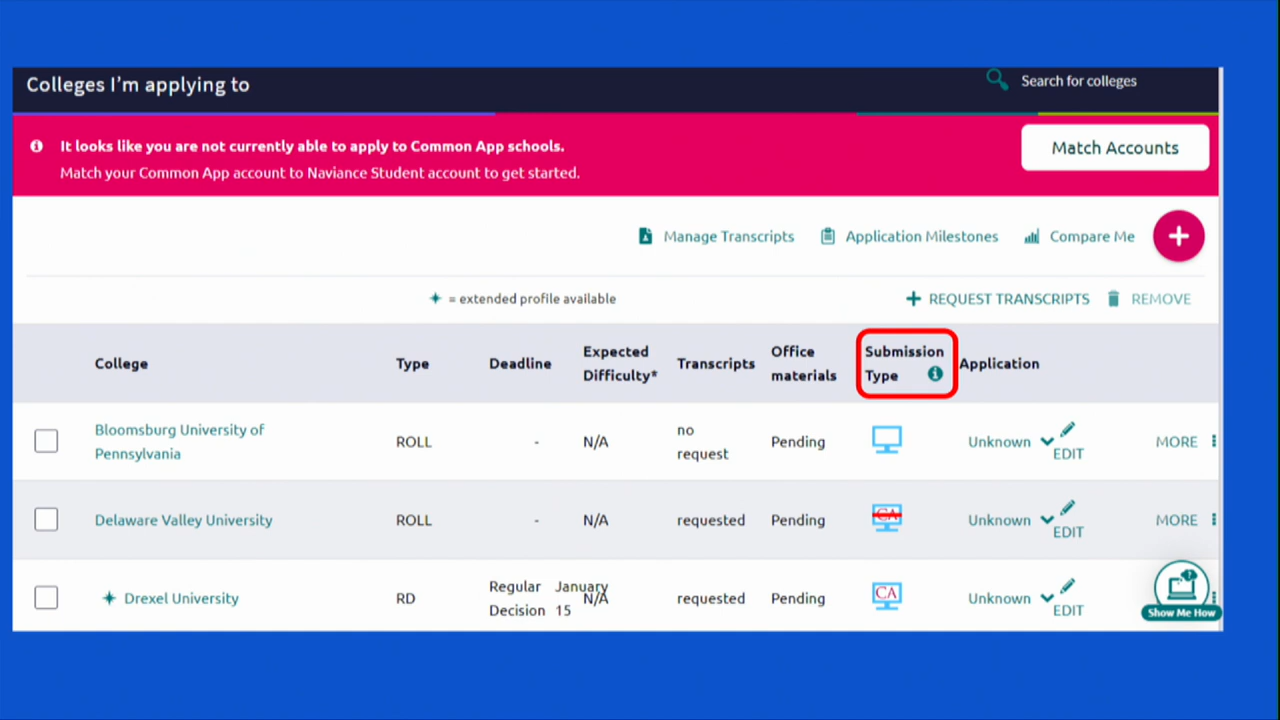 Colleges I'm applying to
Search for colleges
It looks like you are not currently able to apply to Common App schools.
Match your Common App account to Naviance Student account to get started.
Match Accounts
Manage Transcripts
Application Milestones
Compare Me
= extended profile available
REQUEST TRANSCRIPTS
REMOVE
College
Type
Deadline
Expected
Difficulty*
Transcripts
Office
materials
Submission
Type
Application
Bloomsburg University of
Pennsylvania
ROLL
-
N/A
no
request
Pending
Unknown
EDIT
MORE
Delaware Valley University
ROLL
-
N/A
requested
Pending
CA
Unknown
EDIT
MORE
Drexel University
RD
Regular
Decision
January
15
N/A
requested
Pending
CA
Unknown
EDIT
Show Me How